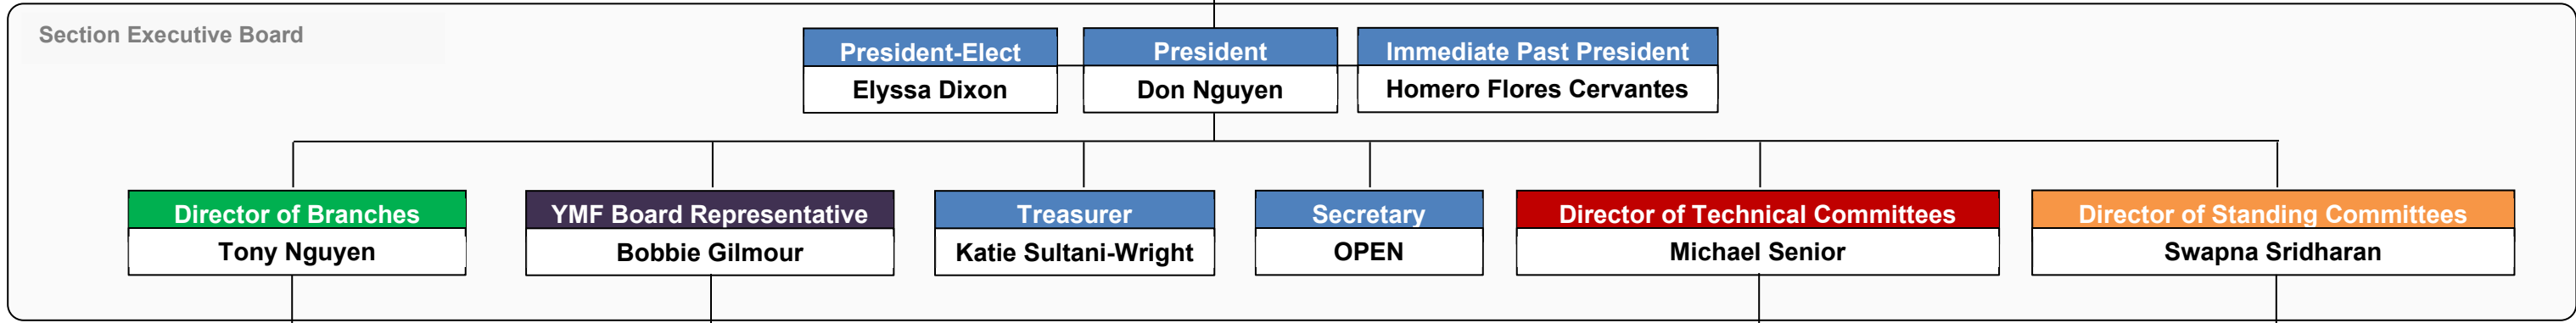 Section Executive Board
President-Elect
Elyssa Dixon
President
Don Nguyen
Immediate Past President
Homero Flores Cervantes
Director of Branches
Tony Nguyen
YMF Board Representative
Bobbie Gilmour
Treasurer
Katie Sultani-Wright
Secretary
OPEN
Director of Technical Committees
Michael Senior
Director of Standing Committees
Swapna Sridharan